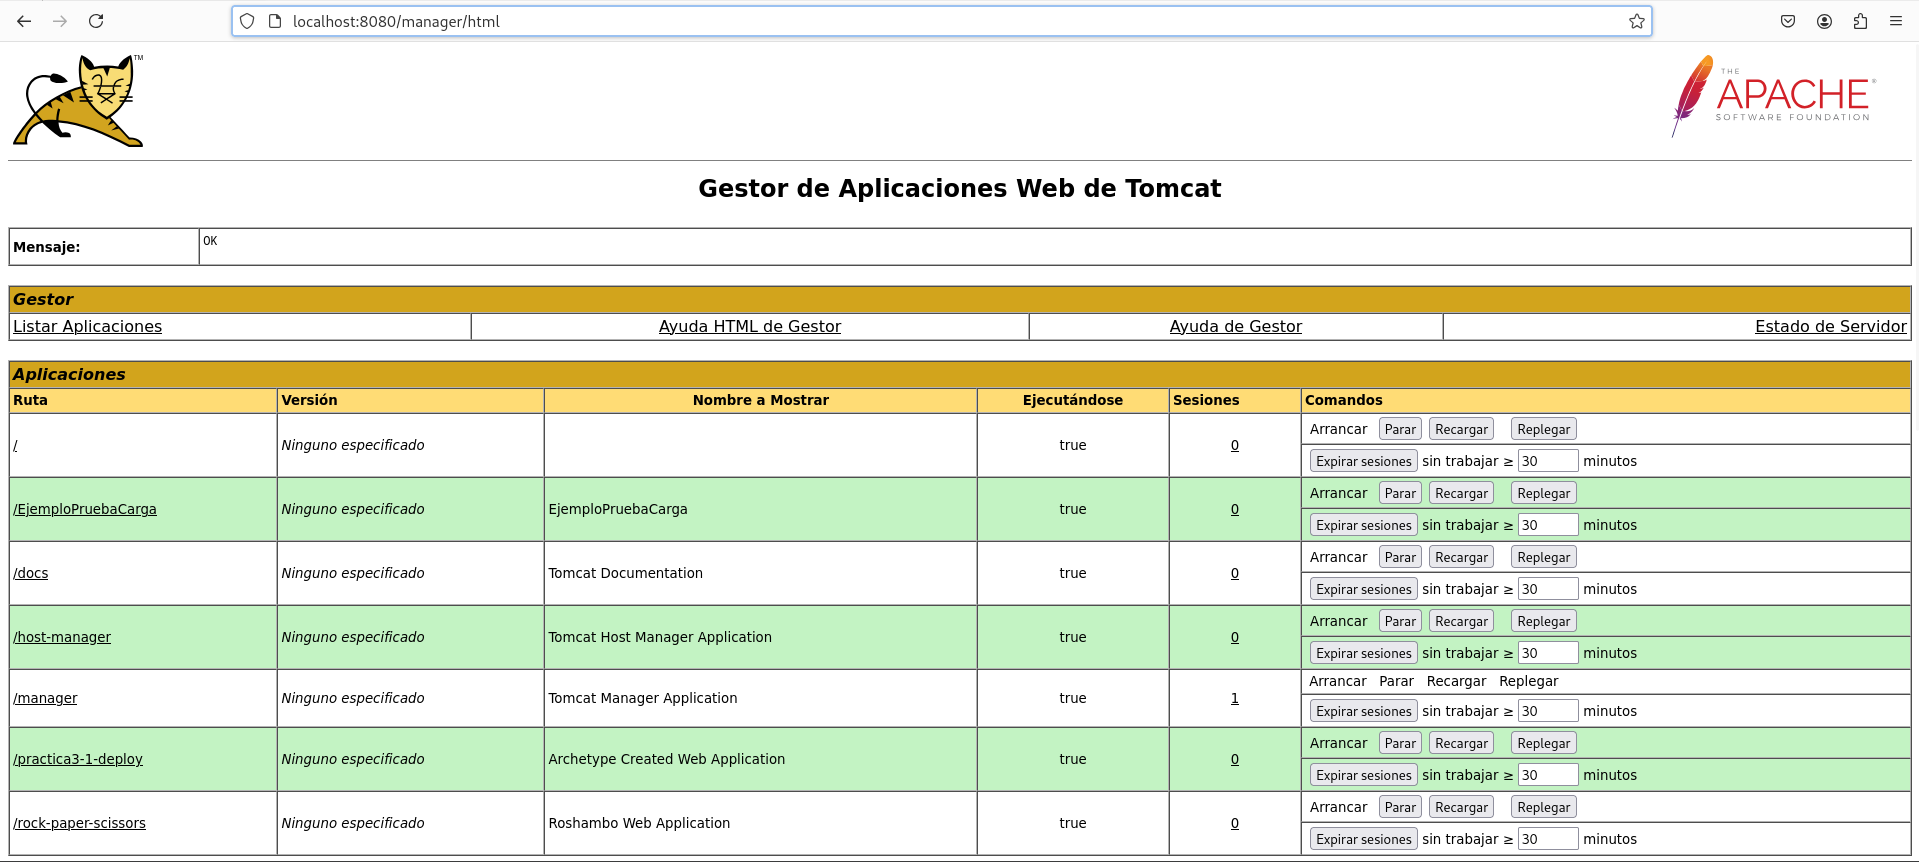 localhost:8080/manager/html
TM
THE
APACHE®
SOFTWARE FOUNDATION
Gestor de Aplicaciones Web de Tomcat
Mensaje: OK
Gestor
Listar Aplicaciones Ayuda HTML de Gestor Ayuda de Gestor Estado de Servidor
Aplicaciones
Ruta Versión Nombre a Mostrar Ejecutándose Sesiones Comandos
Arrancar Parar Recargar Replegar
/ Ninguno especificado true 0
Expirar sesiones sin trabajar ≥ 30 minutos
Arrancar Parar Recargar Replegar
/EjemploPruebaCarga Ninguno especificado EjemploPruebaCarga true 0
Expirar sesiones sin trabajar ≥ 30 minutos
Arrancar Parar Recargar Replegar
/docs Ninguno especificado Tomcat Documentation true 0
Expirar sesiones sin trabajar ≥ 30 minutos
Arrancar Parar Recargar Replegar
/host-manager Ninguno especificado Tomcat Host Manager Application true 0
Expirar sesiones sin trabajar ≥ 30 minutos
Arrancar Parar Recargar Replegar
/manager Ninguno especificado Tomcat Manager Application true 1
Expirar sesiones sin trabajar ≥ 30 minutos
Arrancar Parar Recargar Replegar
/practica3-1-deploy Ninguno especificado Archetype Created Web Application true 0
Expirar sesiones sin trabajar ≥ 30 minutos
Arrancar Parar Recargar Replegar
/rock-paper-scissors Ninguno especificado Roshambo Web Application true 0
Expirar sesiones sin trabajar ≥ 30 minutos